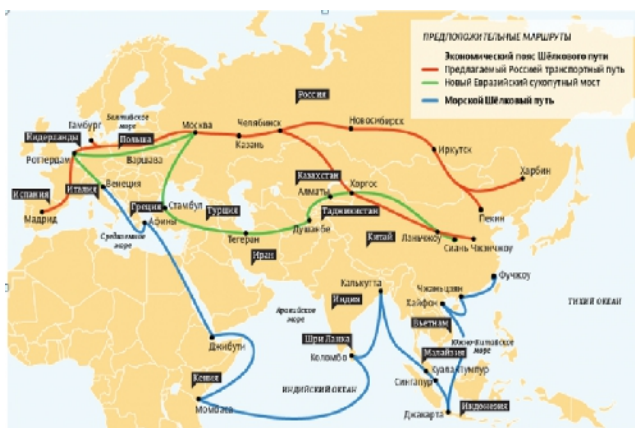 ПРЕДПОЛОЖИТЕЛЬНЫЕ МАРШРУТЫ
Экономический пояс Шёлкового пути
Предлагаемый Россией транспортный путь
Новый Евразийский сухопутный мост
Морской Шёлковый путь
Россия
Балтийское
море
Гамбург
Нидерланды
Польша
Москва
Челябинск
Новосибирск
Казань
Роттердам
Варшава
Иркутск
Харбин
Казахстан
Испания
Италия
Венеция
Алматы
Хоргос
Мадрид
Греция
Стамбул
Турция
Таджикистан
Пекин
Афины
Душанбе
Китай
Ланьчжоу
Средиземное
море
Тегеран
Иран
Сиань
Чжэнчжоу
Калькутта
Чжаньцзян
Фучжоу
Аравийское
море
Индия
Хайфон
ТИХИЙ ОКЕАН
Вьетнам
Джибути
Шри Ланка
Коломбо
Малайзия
Южно-Китайское
море
Куала-Лумпур
Кения
ИНДИЙСКИЙ ОКЕАН
Сингапур
Момбаса
Джакарта
Индонезия